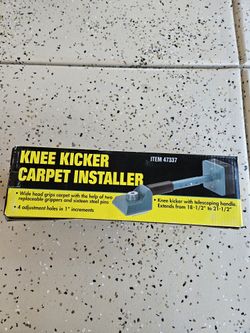 KNEE KICKER
CARPET INSTALLER
ITEM 47337
• Wide head grips carpet with the help of two
replaceable grippers and sixteen steel pins
• 4 adjustment holes in 1" increments
• Knee kicker with telescoping handle.
Extends from 18-1/2" to 21-1/2"